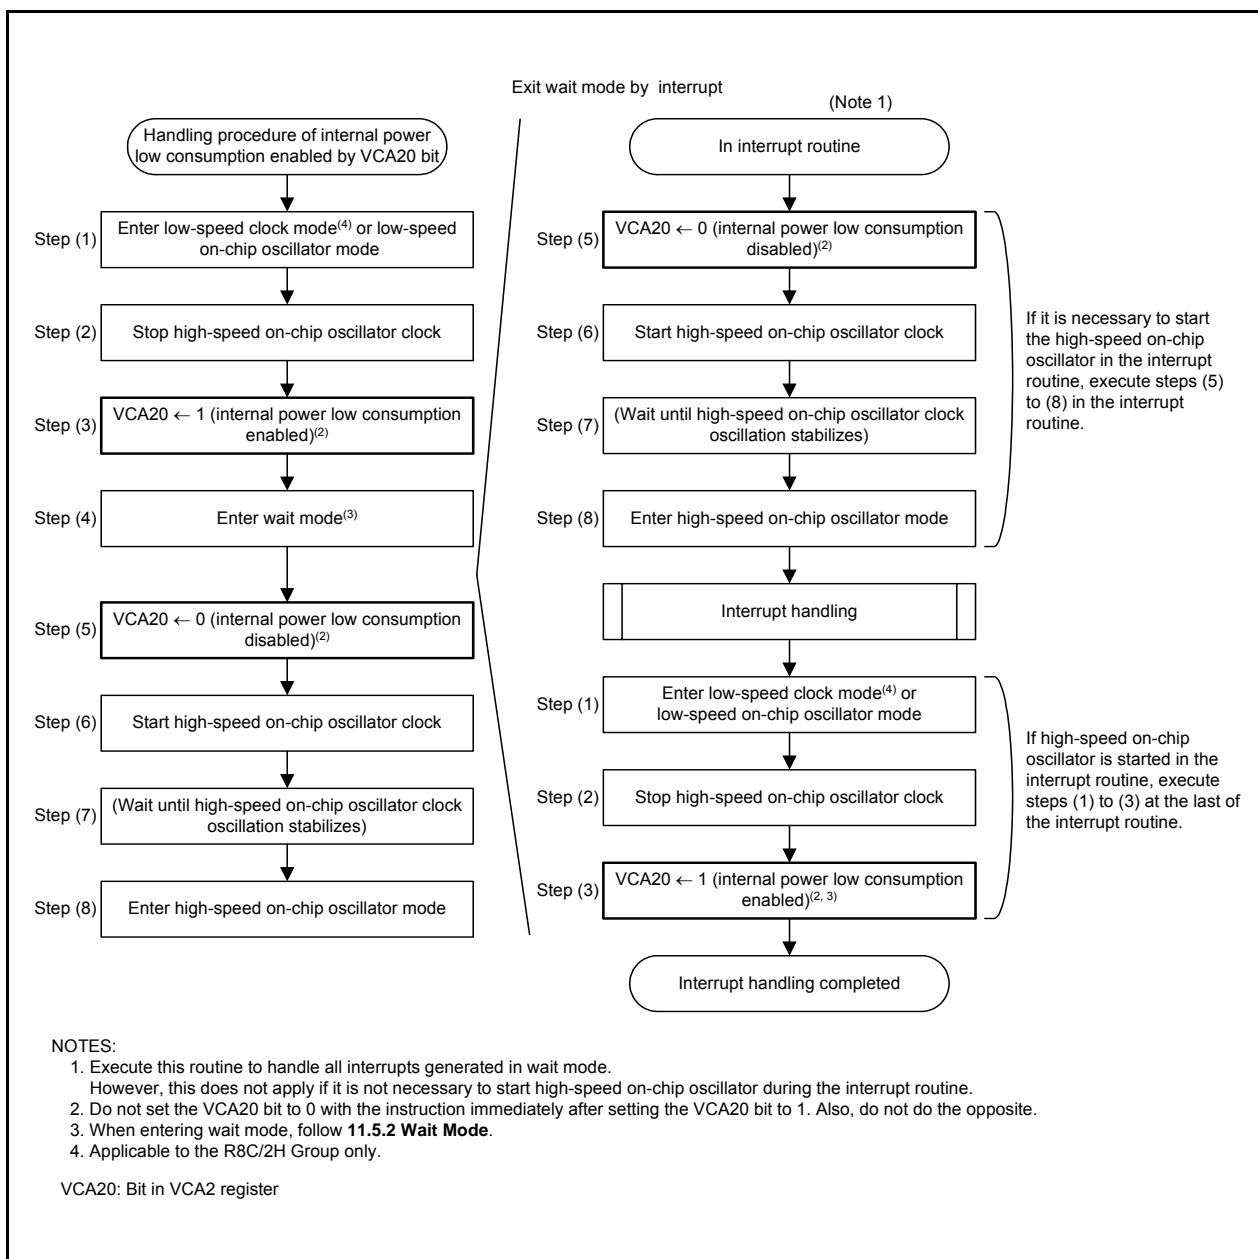 Exit wait mode by interrupt
Handling procedure of internal power
low consumption enabled by VCA20 bit
Step (1)
Enter low-speed clock mode(4) or low-speed
on-chip oscillator mode
Step (2)
Stop high-speed on-chip oscillator clock
Step (3)
VCA20 ← 1 (internal power low consumption
enabled)(2)
Step (4)
Enter wait mode(3)
Step (5)
VCA20 ← 0 (internal power low consumption
disabled)(2)
Step (6)
Start high-speed on-chip oscillator clock
Step (7)
(Wait until high-speed on-chip oscillator clock
oscillation stabilizes)
Step (8)
Enter high-speed on-chip oscillator mode
(Note 1)
In interrupt routine
Step (5)
VCA20 ← 0 (internal power low consumption
disabled)(2)
Step (6)
Start high-speed on-chip oscillator clock
Step (7)
(Wait until high-speed on-chip oscillator clock
oscillation stabilizes)
Step (8)
Enter high-speed on-chip oscillator mode
If it is necessary to start
the high-speed on-chip
oscillator in the interrupt
routine, execute steps (5)
to (8) in the interrupt
routine.
Interrupt handling
Step (1)
Enter low-speed clock mode(4) or
low-speed on-chip oscillator mode
Step (2)
Stop high-speed on-chip oscillator clock
Step (3)
VCA20 ← 1 (internal power low consumption
enabled)(2, 3)
If high-speed on-chip
oscillator is started in the
interrupt routine, execute
steps (1) to (3) at the last of
the interrupt routine.
Interrupt handling completed
NOTES:
1. Execute this routine to handle all interrupts generated in wait mode.
However, this does not apply if it is not necessary to start high-speed on-chip oscillator during the interrupt routine.
2. Do not set the VCA20 bit to 0 with the instruction immediately after setting the VCA20 bit to 1. Also, do not do the opposite.
3. When entering wait mode, follow 11.5.2 Wait Mode.
4. Applicable to the R8C/2H Group only.
VCA20: Bit in VCA2 register